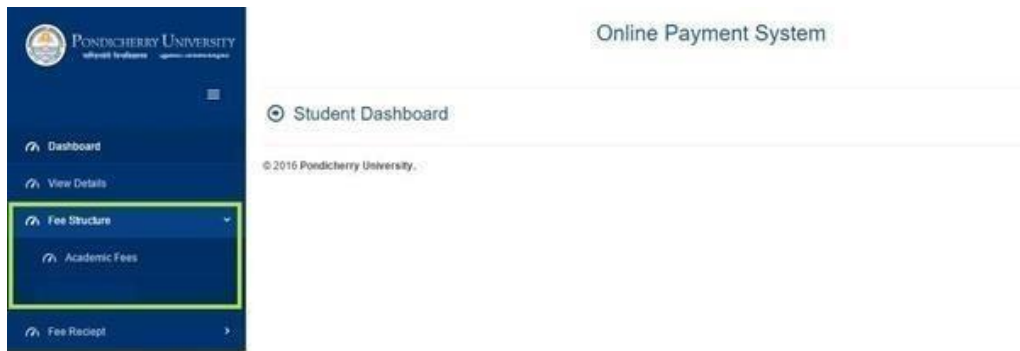 PONDICHERRY UNIVERSITY
Online Payment System
Student Dashboard
© 2016 Pondicherry University.
Dashboard
View Details
Fee Structure
Academic Fees
Fee Reciept